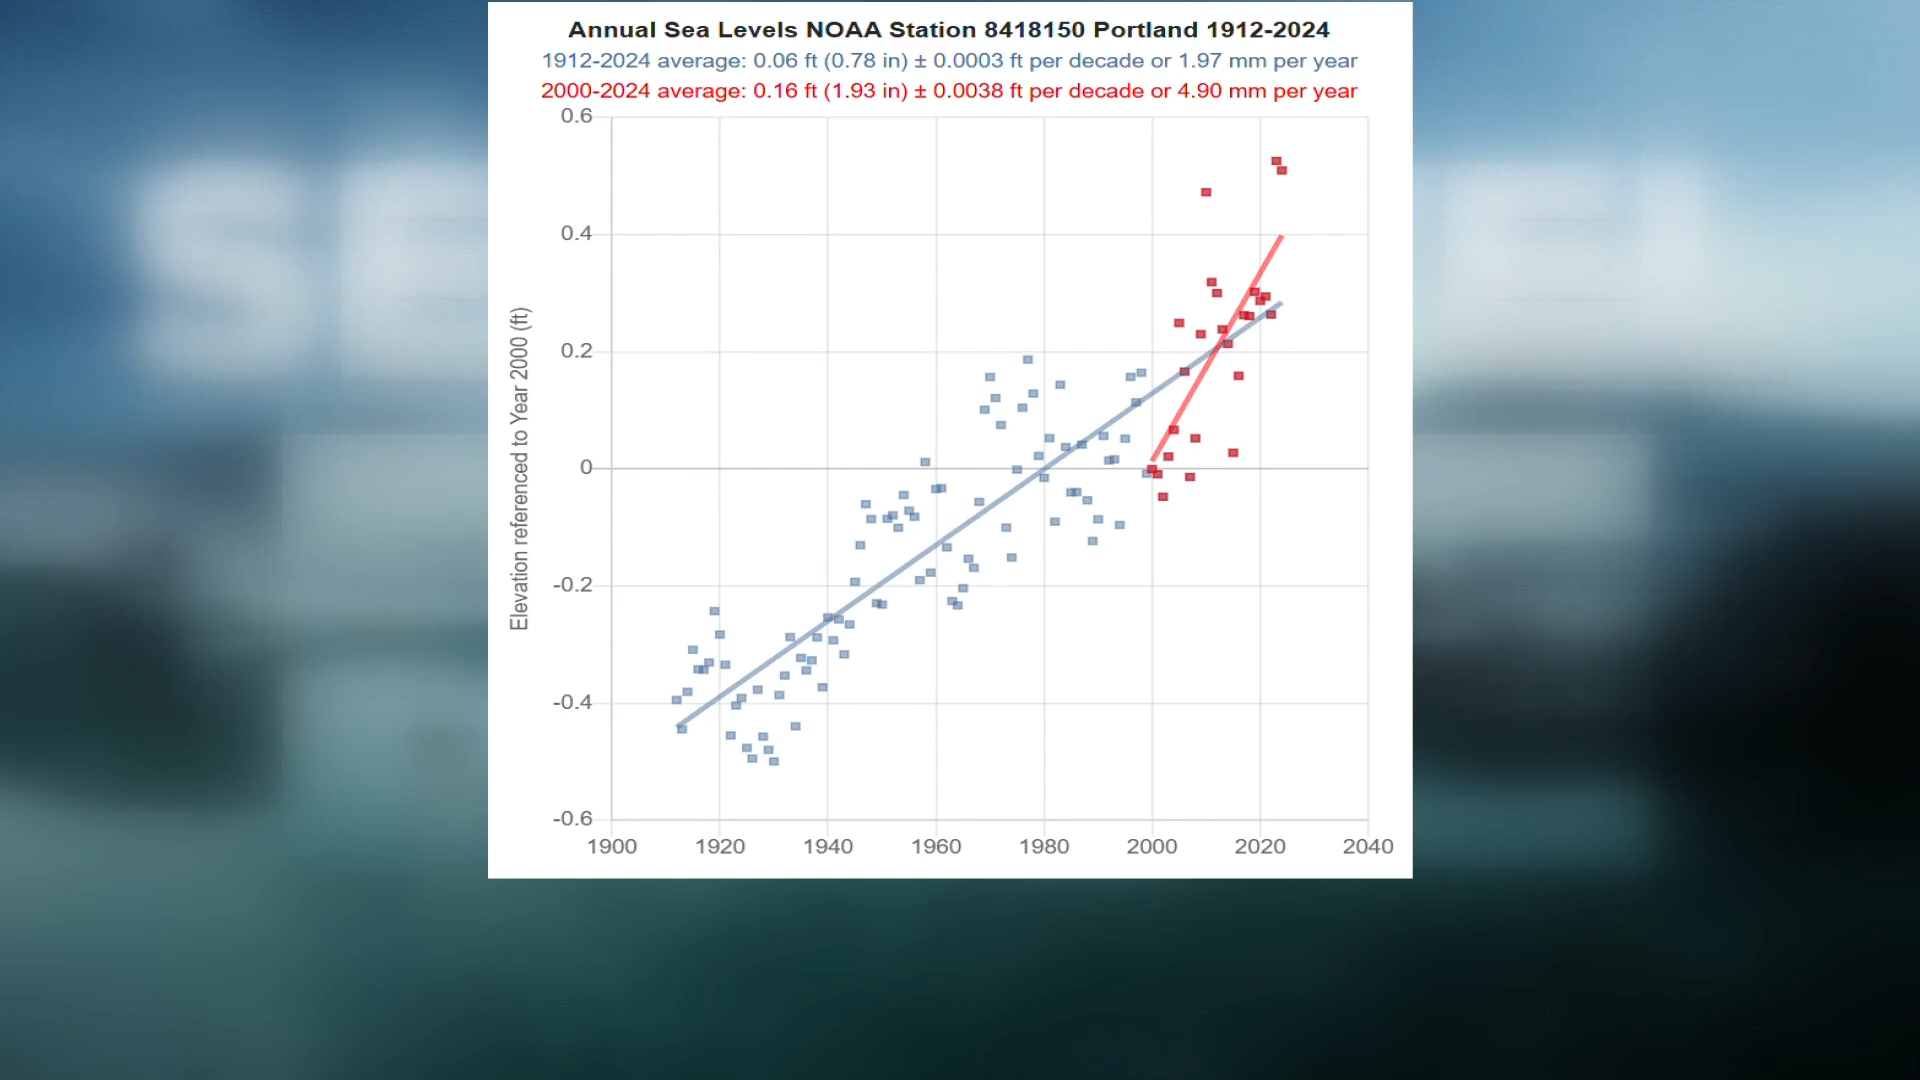 Annual Sea Levels NOAA Station 8418150 Portland 1912-2024
1912-2024 average: 0.06 ft (0.78 in) ± 0.0003 ft per decade or 1.97 mm per year
2000-2024 average: 0.16 ft (1.93 in) ± 0.0038 ft per decade or 4.90 mm per year
0.6
0.4
0.2
0
-0.2
-0.4
-0.6
Elevation referenced to Year 2000 (ft)
1900 1920 1940 1960 1980 2000 2020 2040